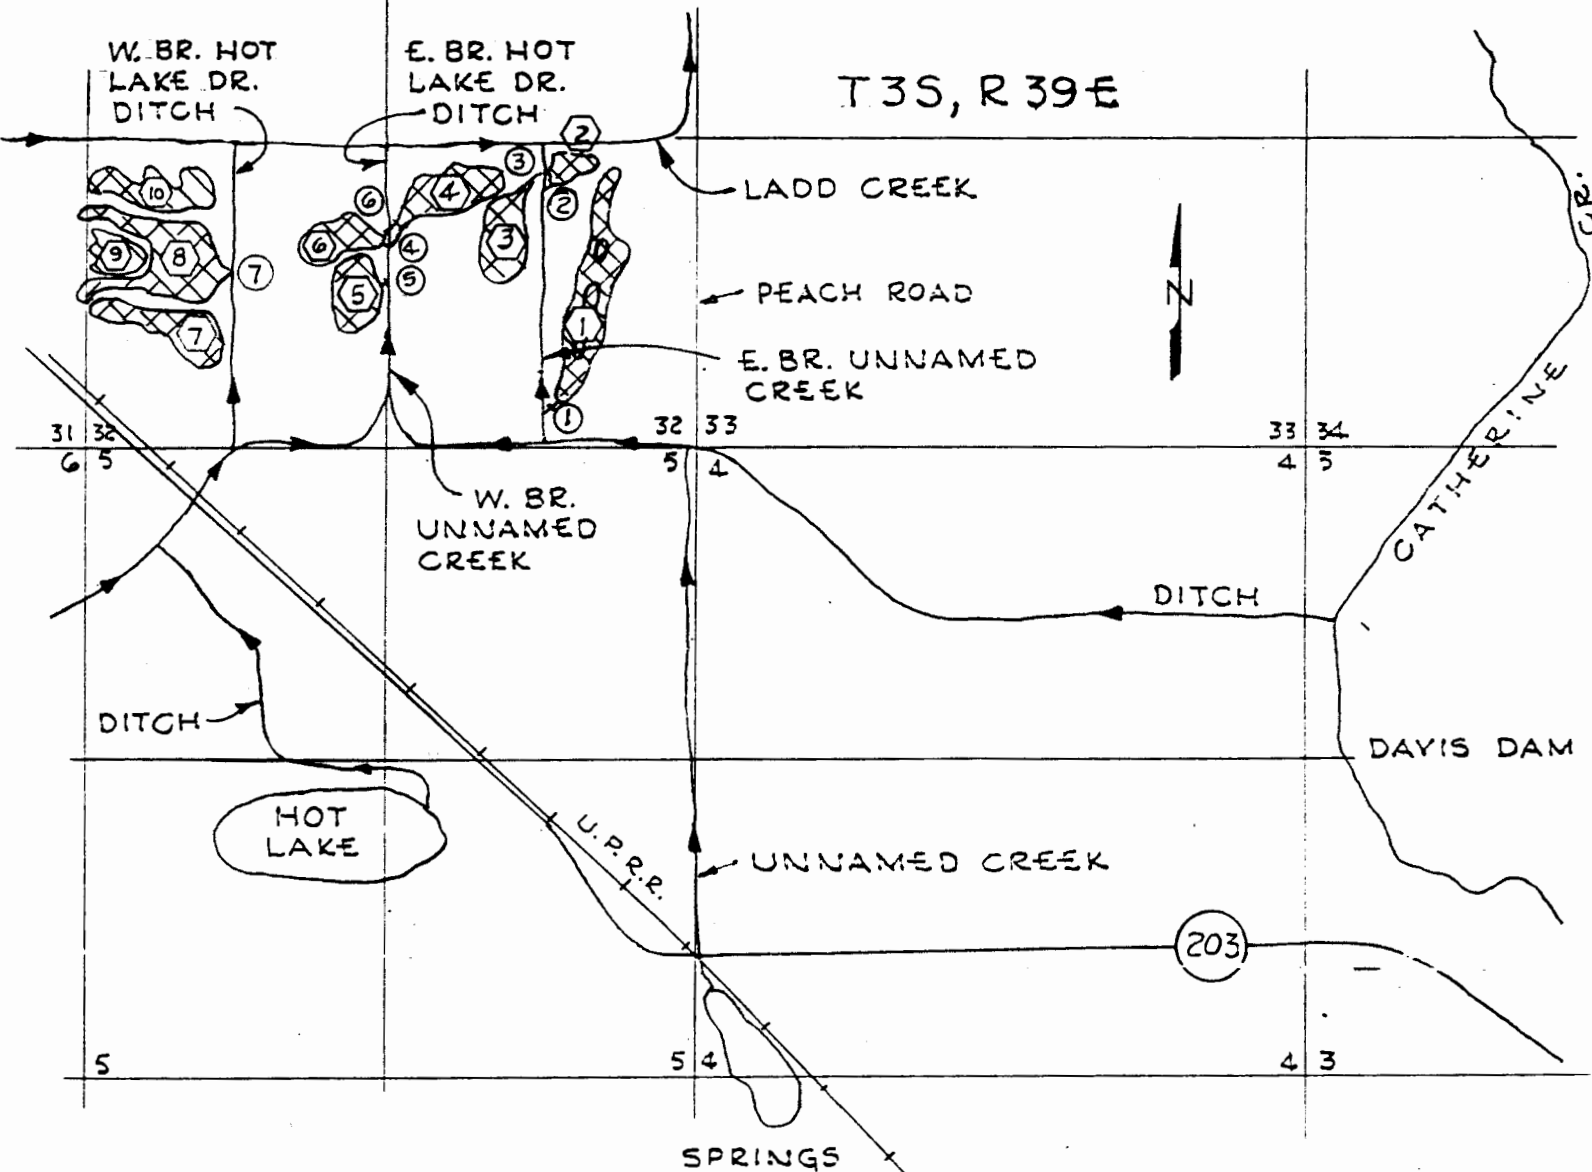 W. BR. HOT
LAKE DR.
DITCH
E. BR. HOT
LAKE DR.
DITCH
T3S, R39E
2
3
10
4
LADD CREEK
CR.
6
2
9
8
7
6
4
3
5
5
PEACH ROAD
N
7
1
E. BR. UNNAMED
CREEK
1
31 32
6 5
32 33
5 4
33 34
4 3
CATHERINE
W. BR.
UNNAMED
CREEK
DITCH
DITCH
DAVIS DAM
HOT
LAKE
U.P.R.R.
UNNAMED CREEK
203
5
5 4
4 3
SPRINGS